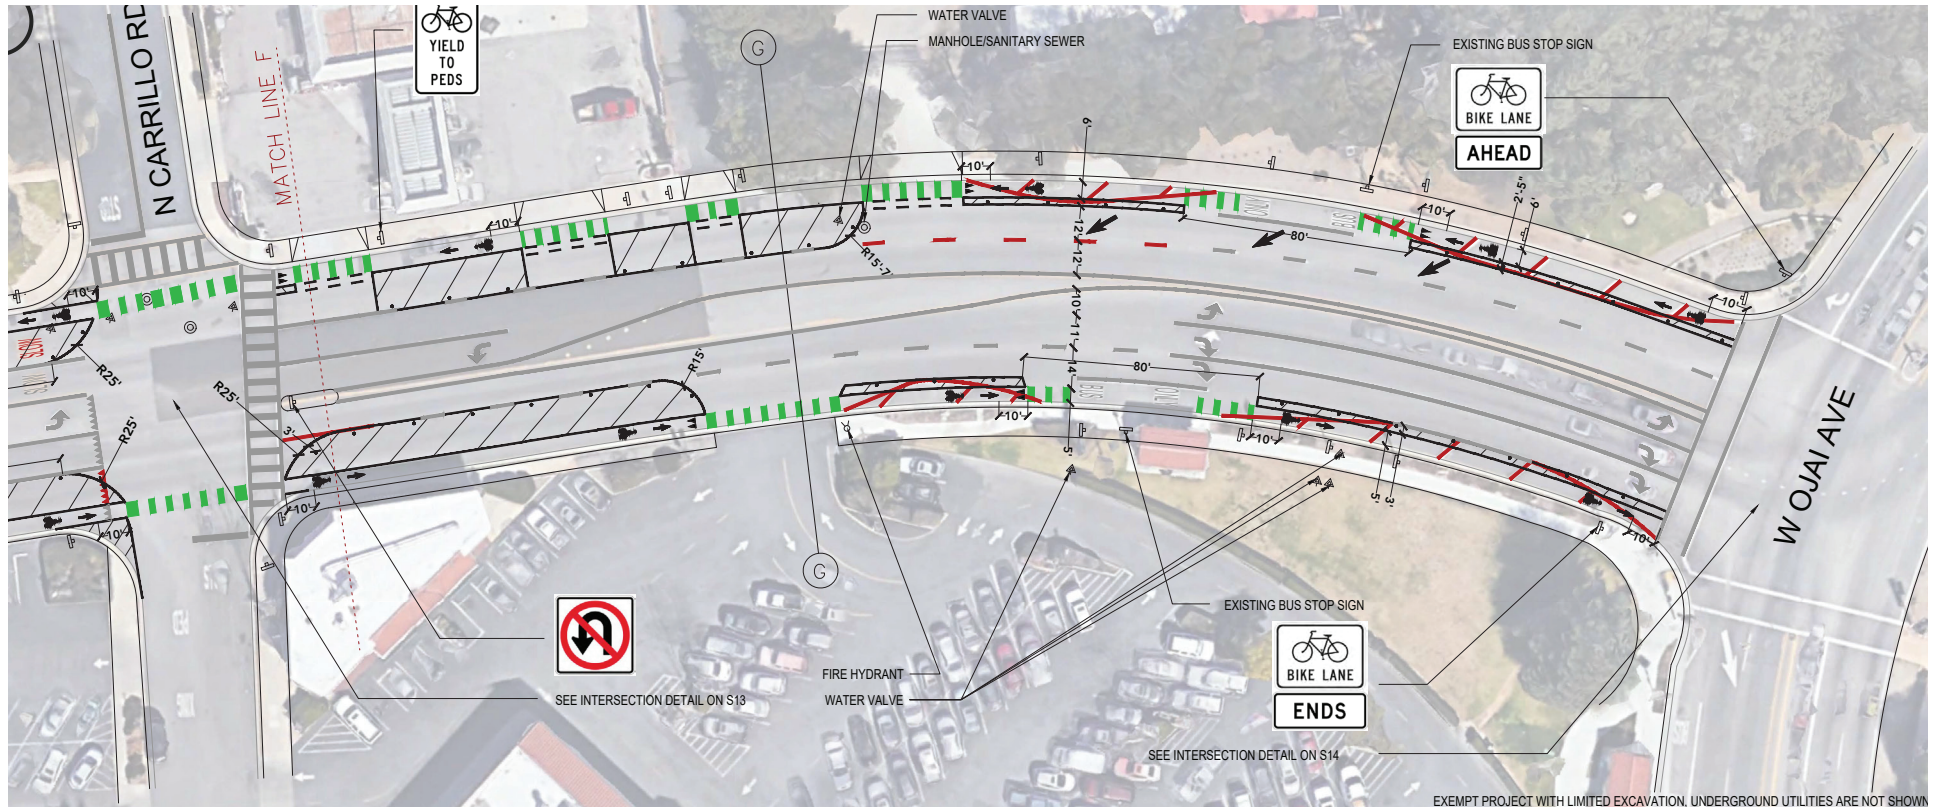 YIELD
TO
PEDS
WATER VALVE
MANHOLE/SANITARY SEWER
G
EXISTING BUS STOP SIGN
BIKE LANE
AHEAD
N CARRILLO RD
MATCH LINE F
6'
10'
10'
10'
10'
10'
2'-5"
6'
12'
12'
10'
11'
14'
5'
80'
80'
ONLY
BUS
R15'-7
R25'
R25'
R25'
R15'
3'
10'
10'
10'
10'
10'
5'
3'
BUS
ONLY
W OJAI AVE
G
EXISTING BUS STOP SIGN
BIKE LANE
ENDS
FIRE HYDRANT
WATER VALVE
SEE INTERSECTION DETAIL ON S13
SEE INTERSECTION DETAIL ON S14
EXEMPT PROJECT WITH LIMITED EXCAVATION, UNDERGROUND UTILITIES ARE NOT SHOWN